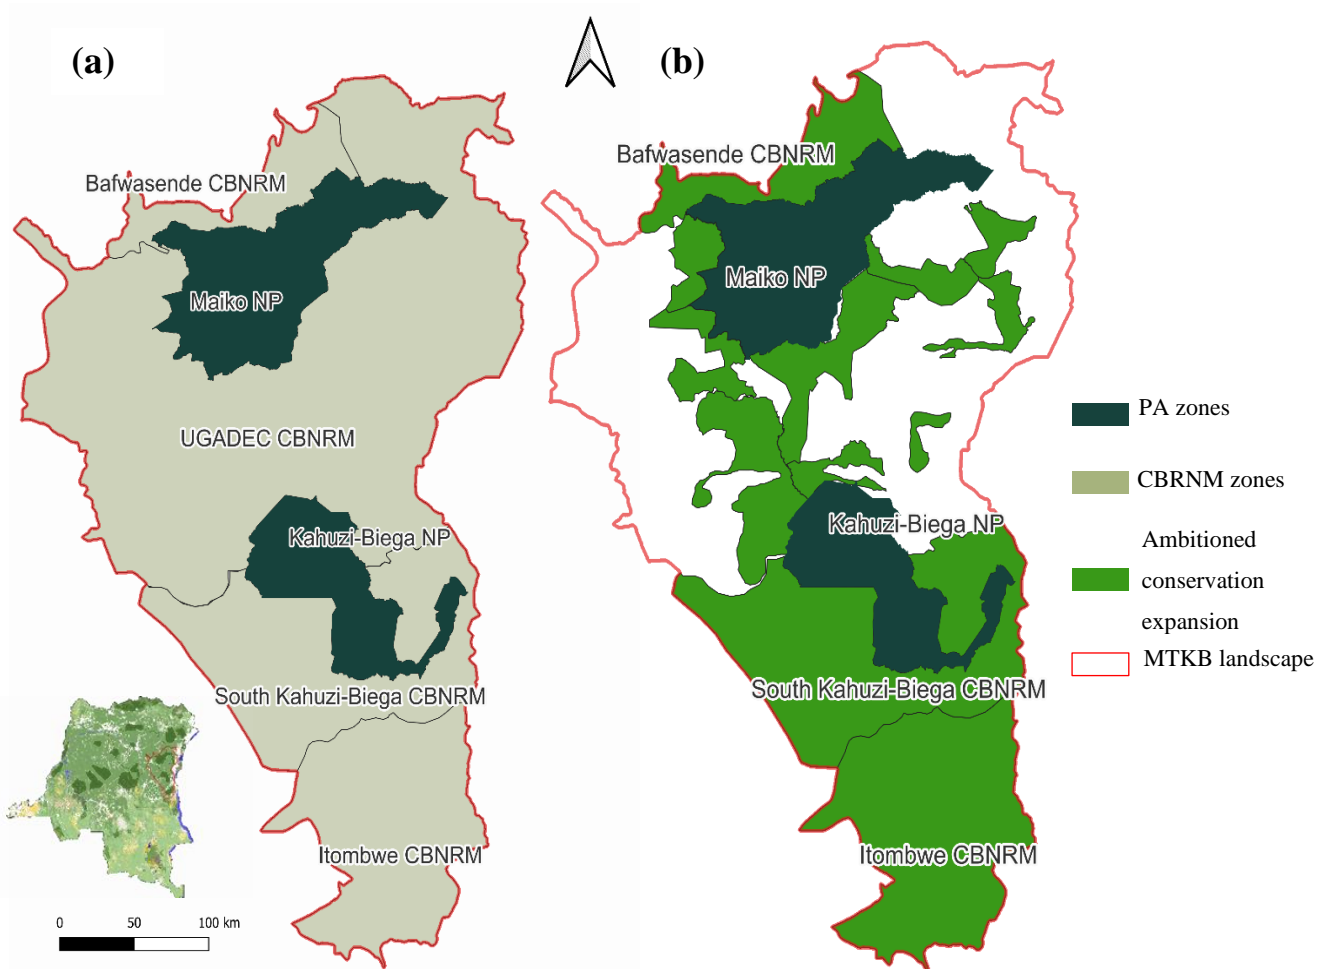 (a)
Bafwasende CBNRM
Maiko NP
UGADEC CBNRM
Kahuzi-Biega NP
South Kahuzi-Biega CBNRM
Itombwe CBNRM
0 50 100 km
(b)
Bafwasende CBNRM
Maiko NP
Kahuzi-Biega NP
South Kahuzi-Biega CBNRM
Itombwe CBNRM
PA zones
CBRNM zones
Ambitioned
conservation
expansion
MTKB landscape